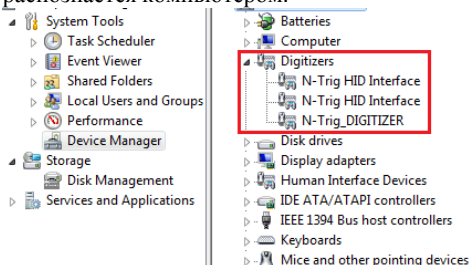 распознается компьютером.
System Tools
Task Scheduler
Event Viewer
Shared Folders
Local Users and Groups
Performance
Device Manager
Storage
Disk Management
Services and Applications
Batteries
Computer
Digitizers
N-Trig HID Interface
N-Trig HID Interface
N-Trig_DIGITIZER
Disk drives
Display adapters
Human Interface Devices
IDE ATA/ATAPI controllers
IEEE 1394 Bus host controllers
Keyboards
Mice and other pointing devices